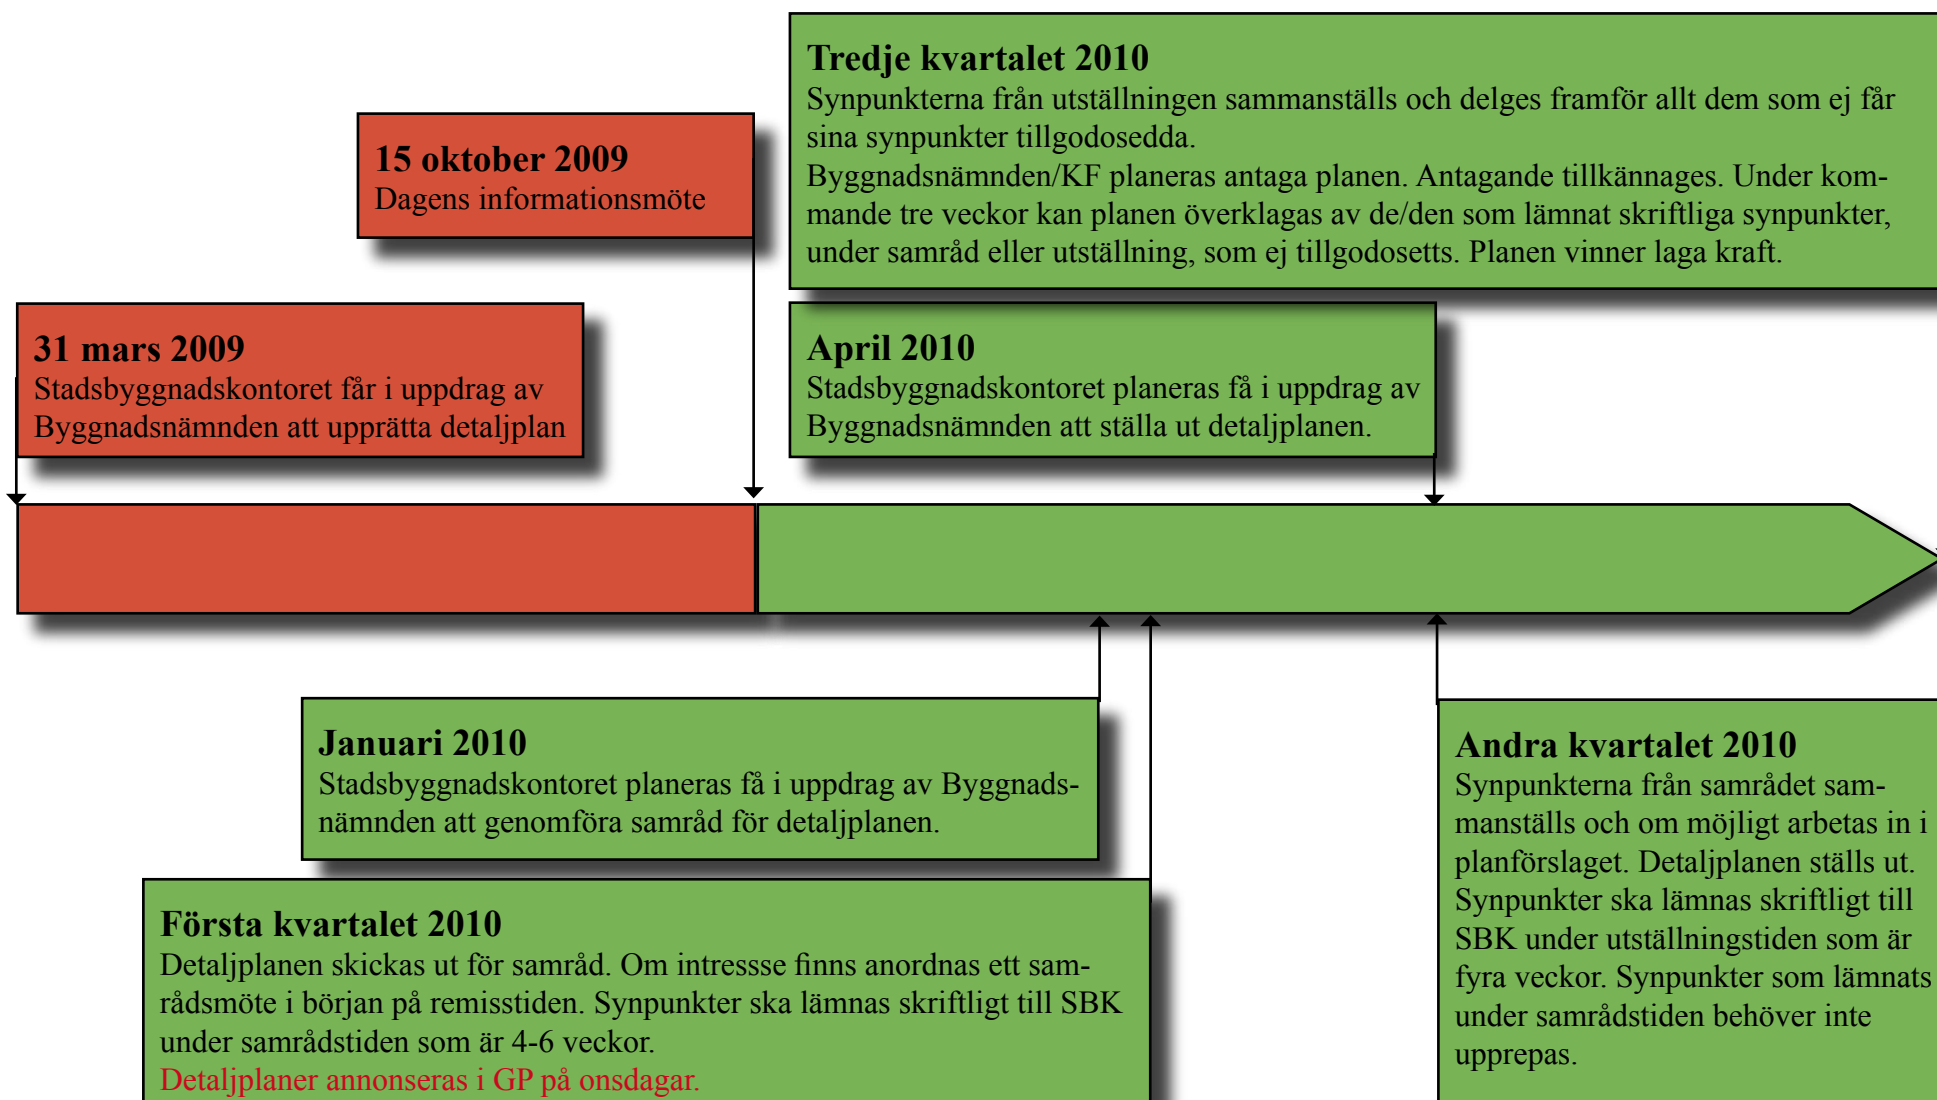 Tredje kvartalet 2010
Synpunkterna från utställningen sammanställs och delges framför allt dem som ej får
sina synpunkter tillgodosedda.
Byggnadsnämnden/KF planeras antaga planen. Antagande tillkännages. Under kom-
mande tre veckor kan planen överklagas av de/den som lämnat skriftliga synpunkter,
under samråd eller utställning, som ej tillgodosetts. Planen vinner laga kraft.
15 oktober 2009
Dagens informationsmöte
31 mars 2009
Stadsbyggnadskontoret får i uppdrag av
Byggnadsnämnden att upprätta detaljplan
April 2010
Stadsbyggnadskontoret planeras få i uppdrag av
Byggnadsnämnden att ställa ut detaljplanen.
Januari 2010
Stadsbyggnadskontoret planeras få i uppdrag av Byggnads-
nämnden att genomföra samråd för detaljplanen.
Första kvartalet 2010
Detaljplanen skickas ut för samråd. Om intressse finns anordnas ett sam-
rådsmöte i början på remisstiden. Synpunkter ska lämnas skriftligt till SBK
under samrådstiden som är 4-6 veckor.
Detaljplaner annonseras i GP på onsdagar.
Andra kvartalet 2010
Synpunkterna från samrådet sam-
manställs och om möjligt arbetas in i
planförslaget. Detaljplanen ställs ut.
Synpunkter ska lämnas skriftligt till
SBK under utställningstiden som är
fyra veckor. Synpunkter som lämnats
under samrådstiden behöver inte
upprepas.